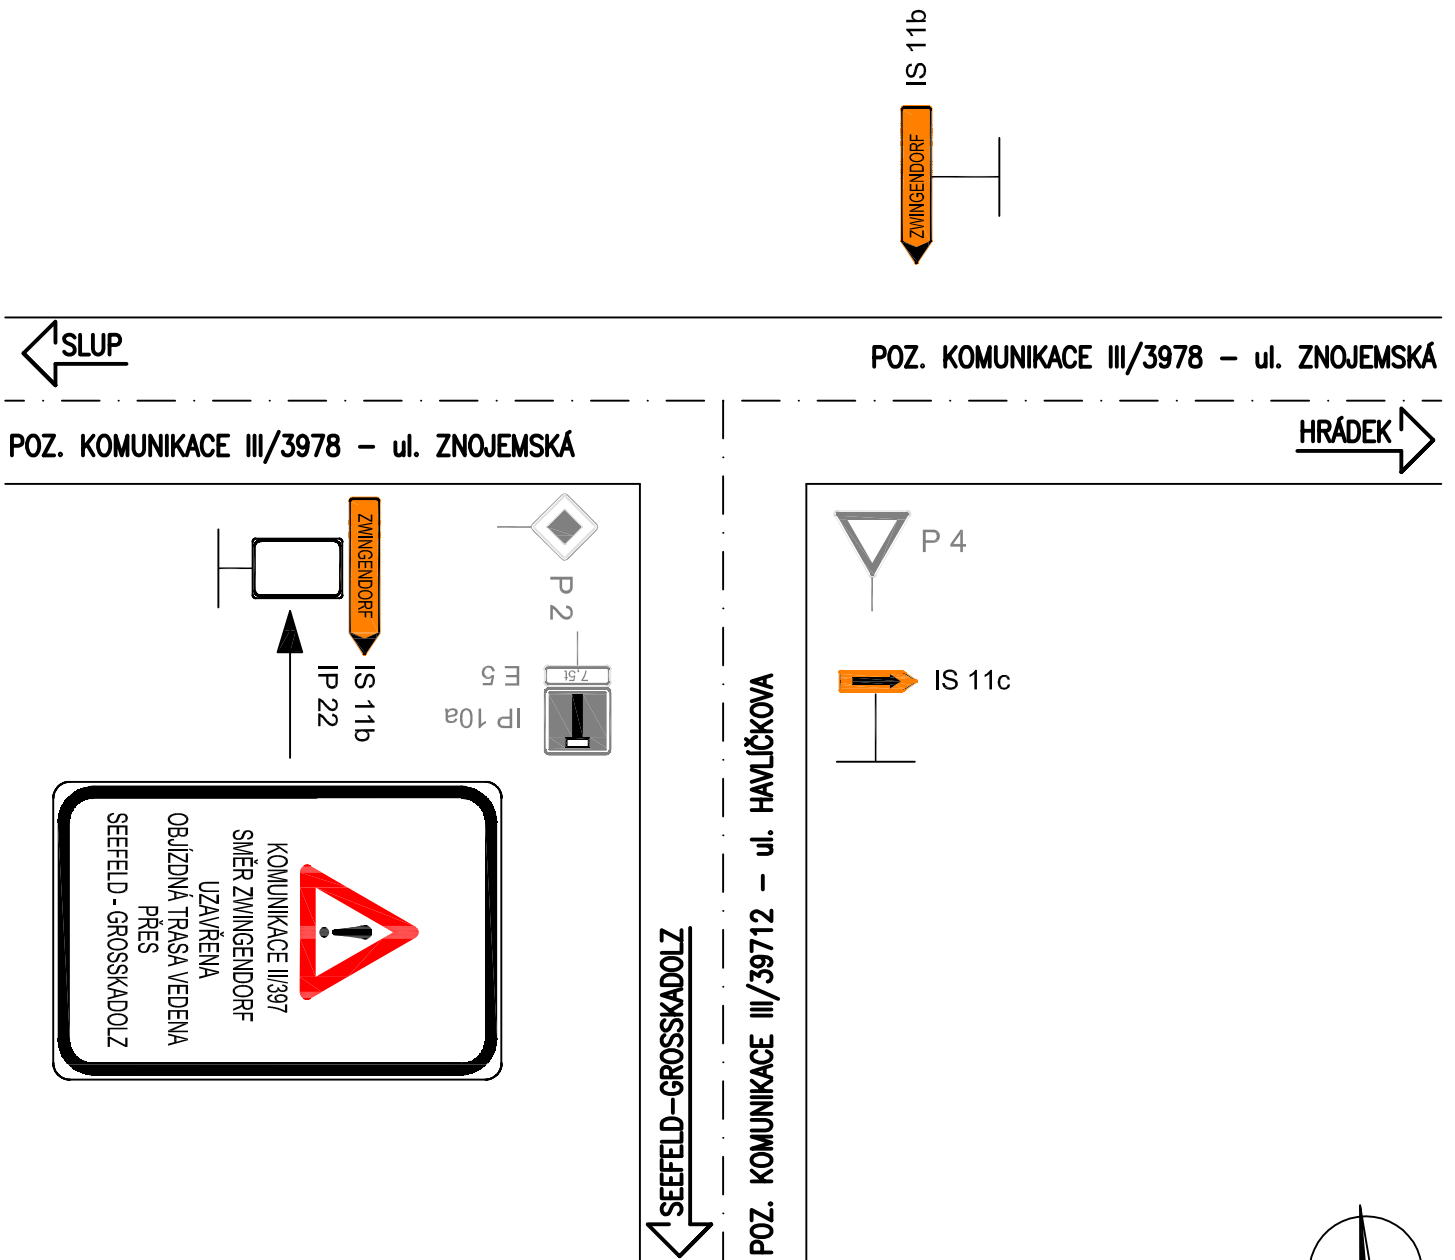 IS 11b
ZWINGENDORF
SLUP
POZ. KOMUNIKACE III/3978 – ul. ZNOJEMSKÁ
POZ. KOMUNIKACE III/3978 – ul. ZNOJEMSKÁ
HRÁDEK
ZWINGENDORF
IS 11b
IP 22
P 2
E 5
7,5t
IP 10a
P 4
IS 11c
KOMUNIKACE II/397
SMĚR ZWINGENDORF
UZAVŘENA
OBJÍZDNÁ TRASA VEDENA
PŘES
SEEFELD - GROSSKADOLZ
SEEFELD–GROSSKADOLZ
POZ. KOMUNIKACE III/39712 – ul. HAVLÍČKOVA